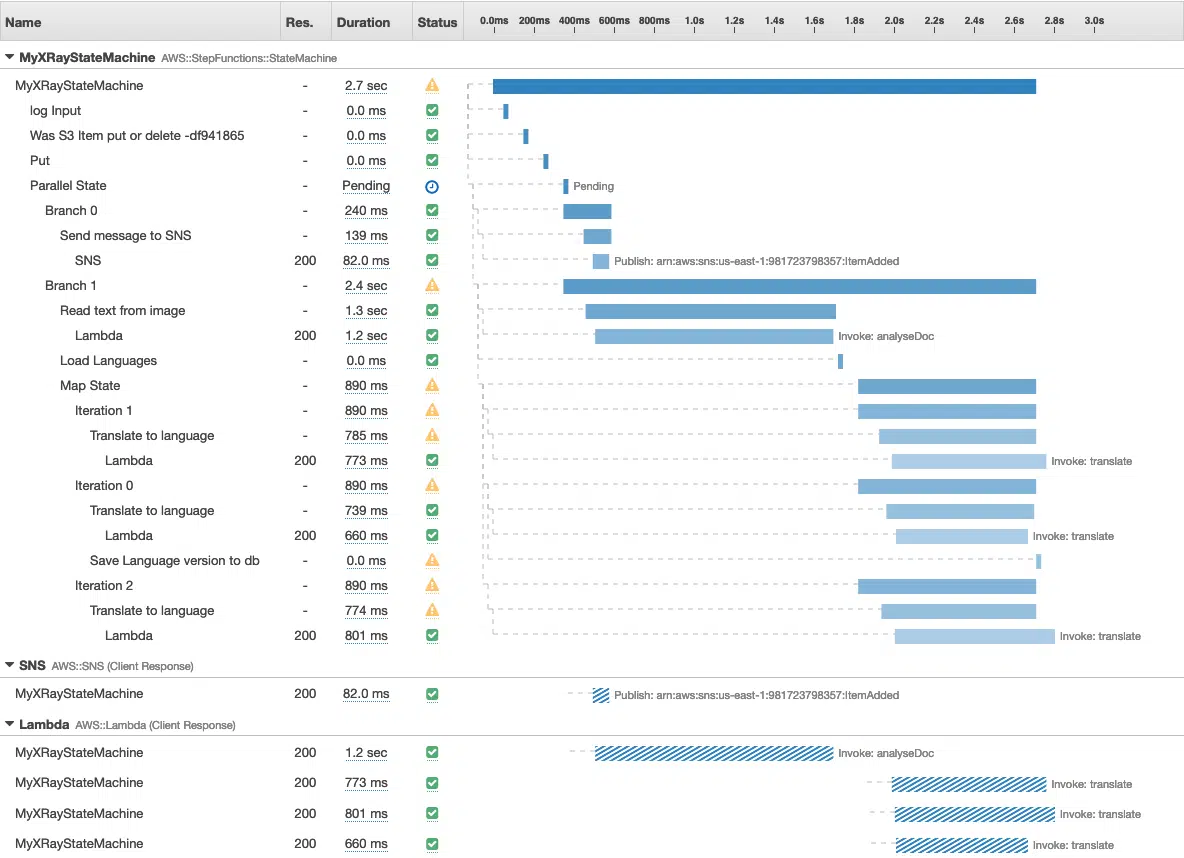 Name Res. Duration Status 0.0ms 200ms 400ms 600ms 800ms 1.0s 1.2s 1.4s 1.6s 1.8s 2.0s 2.2s 2.4s 2.6s 2.8s 3.0s
MyXRayStateMachine AWS::StepFunctions::StateMachine
MyXRayStateMachine - 2.7 sec
log Input - 0.0 ms
Was S3 Item put or delete -df941865 - 0.0 ms
Put - 0.0 ms
Parallel State - Pending Pending
Branch 0 - 240 ms
Send message to SNS - 139 ms
SNS 200 82.0 ms Publish: arn:aws:sns:us-east-1:981723798357:ItemAdded
Branch 1 - 2.4 sec
Read text from image - 1.3 sec
Lambda 200 1.2 sec Invoke: analyseDoc
Load Languages - 0.0 ms
Map State - 890 ms
Iteration 1 - 890 ms
Translate to language - 785 ms
Lambda 200 773 ms Invoke: translate
Iteration 0 - 890 ms
Translate to language - 739 ms
Lambda 200 660 ms Invoke: translate
Save Language version to db - 0.0 ms
Iteration 2 - 890 ms
Translate to language - 774 ms
Lambda 200 801 ms Invoke: translate
SNS AWS::SNS (Client Response)
MyXRayStateMachine 200 82.0 ms Publish: arn:aws:sns:us-east-1:981723798357:ItemAdded
Lambda AWS::Lambda (Client Response)
MyXRayStateMachine 200 1.2 sec Invoke: analyseDoc
MyXRayStateMachine 200 773 ms Invoke: translate
MyXRayStateMachine 200 801 ms Invoke: translate
MyXRayStateMachine 200 660 ms Invoke: translate